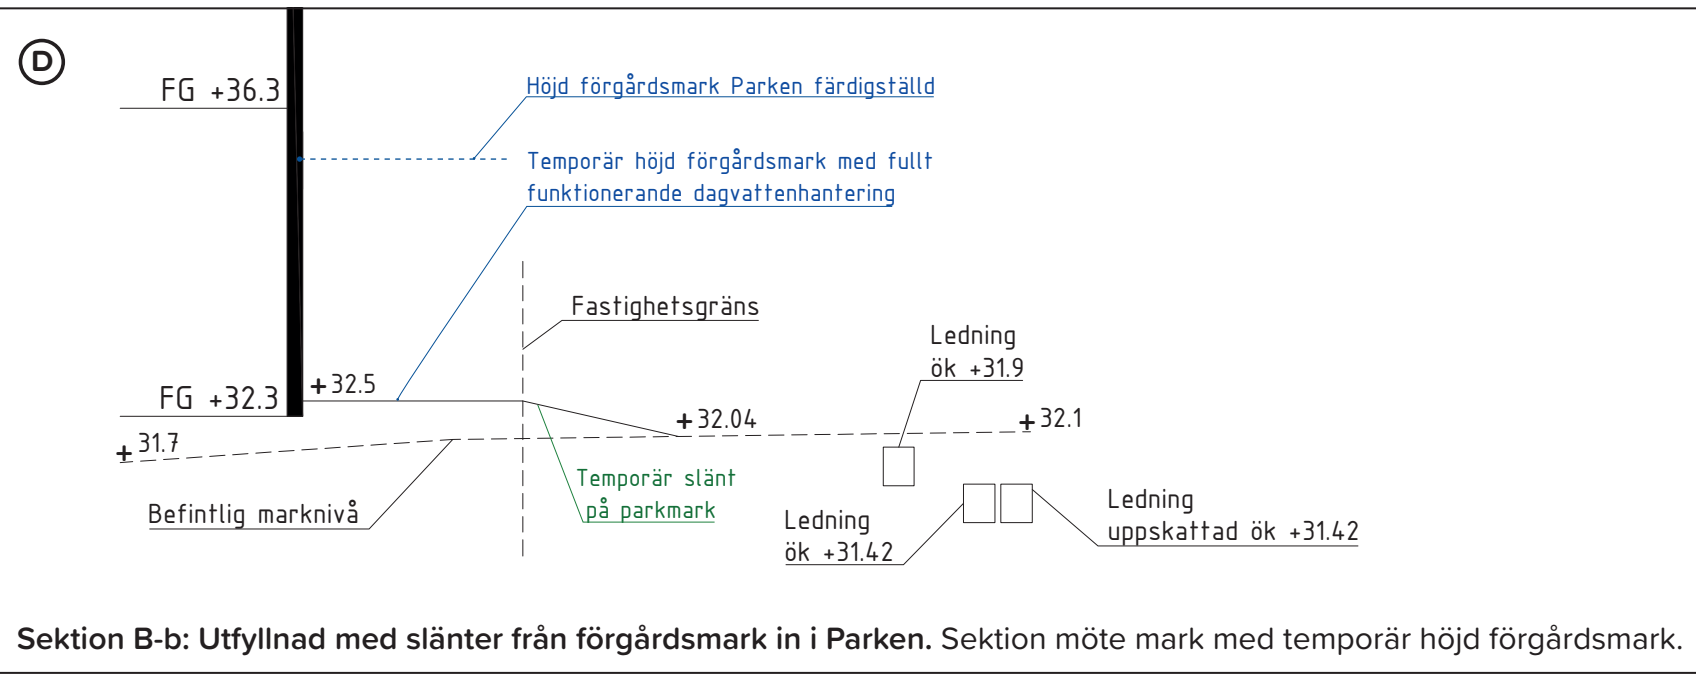 D
FG +36.3
Höjd förgårdsmark Parken färdigställd
Temporär höjd förgårdsmark med fullt
funktionerande dagvattenhantering
Fastighetsgräns
Ledning
ök +31.9
FG +32.3
+32.5
+32.04
+32.1
+31.7
Temporär slänt
på parkmark
Befintlig marknivå
Ledning
ök +31.42
Ledning
uppskattad ök +31.42
Sektion B-b: Utfyllnad med slänter från förgårdsmark in i Parken. Sektion möte mark med temporär höjd förgårdsmark.